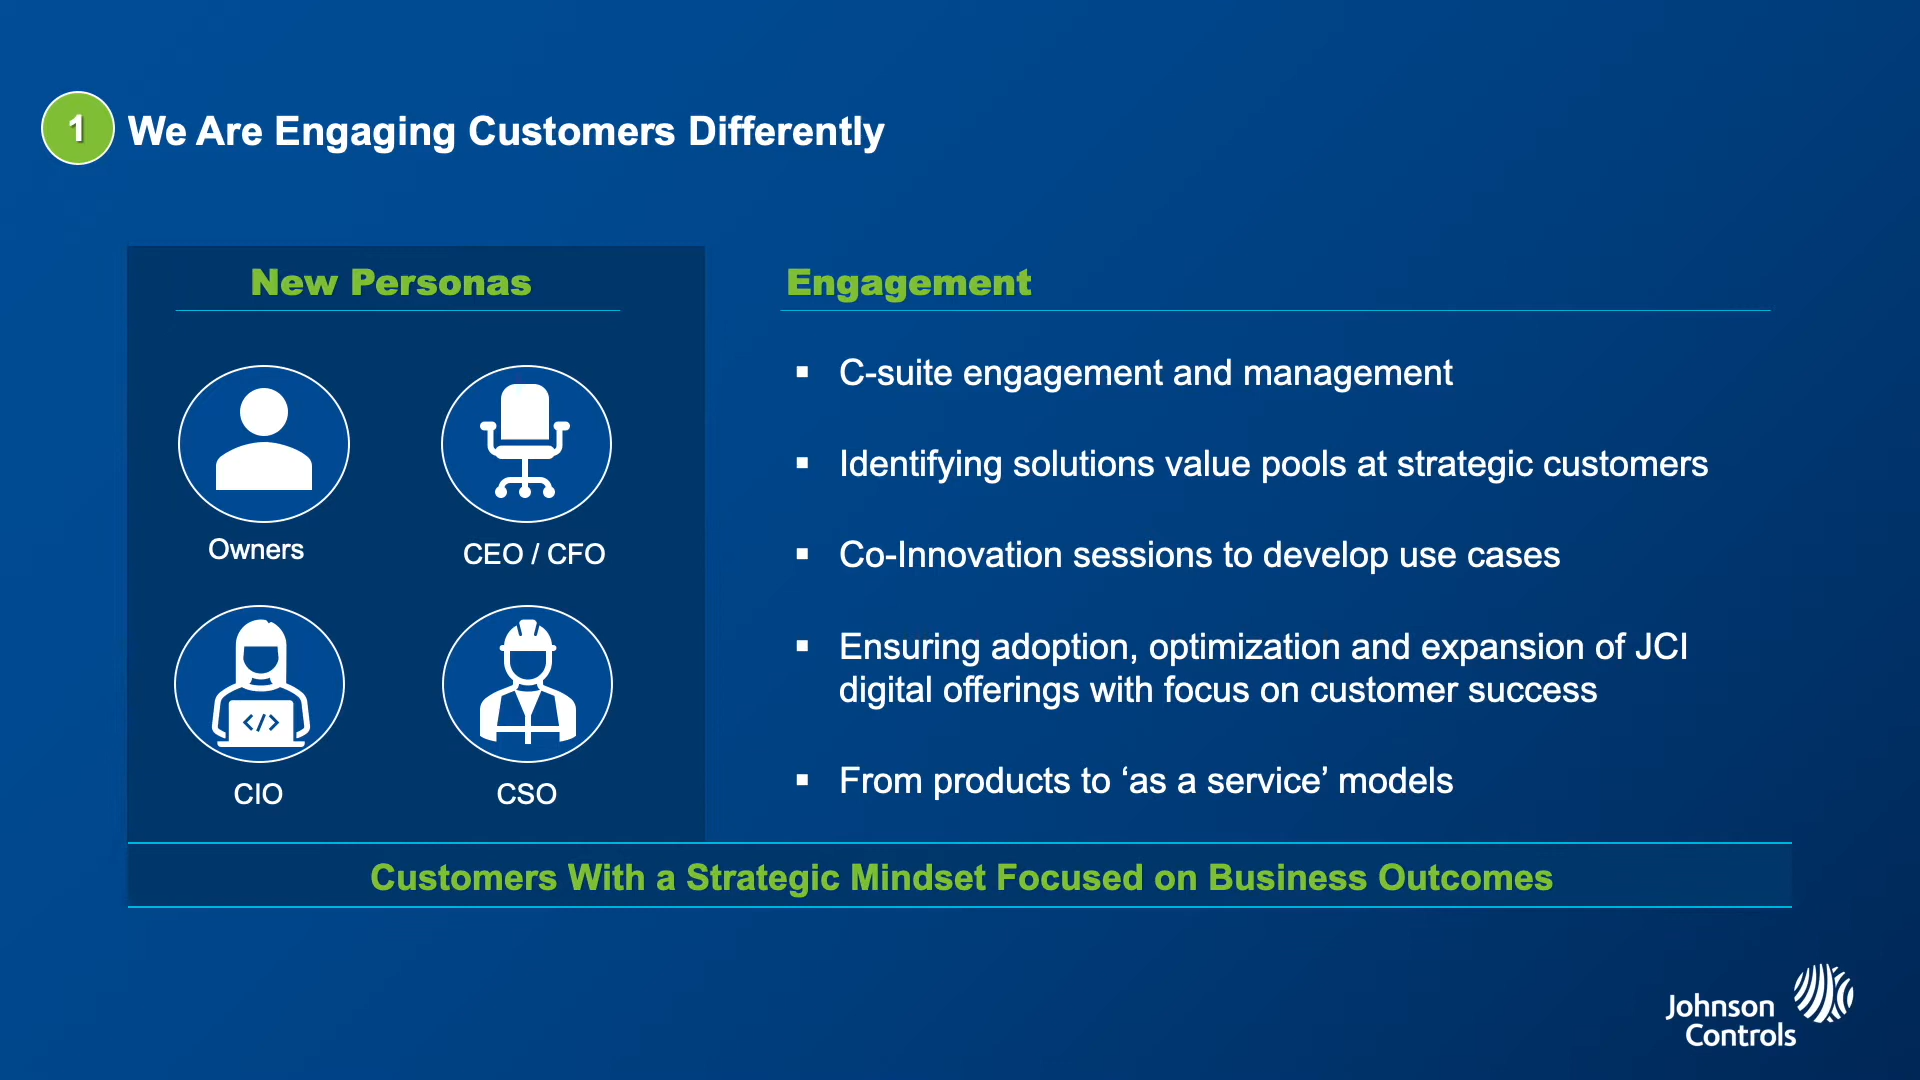 1
We Are Engaging Customers Differently
New Personas
Owners
CEO / CFO
CIO
</>
CSO
Engagement
▪ C-suite engagement and management
▪ Identifying solutions value pools at strategic customers
▪ Co-Innovation sessions to develop use cases
▪ Ensuring adoption, optimization and expansion of JCI
digital offerings with focus on customer success
▪ From products to ‘as a service’ models
Customers With a Strategic Mindset Focused on Business Outcomes
Johnson
Controls